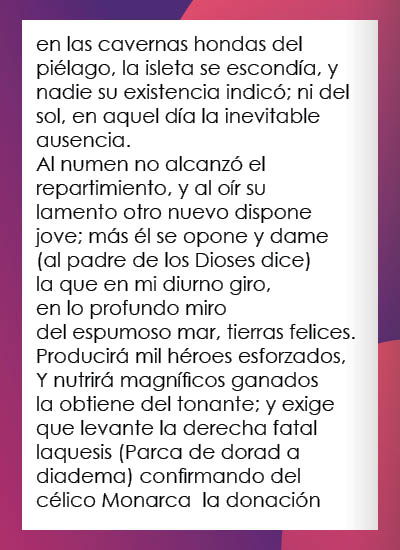 en las cavernas hondas del
piélago, la isleta se escondía, y
nadie su existencia indicó; ni del
sol, en aquel día la inevitable
ausencia.
Al numen no alcanzó el
repartimiento, y al oír su
lamento otro nuevo dispone
jove; más él se opone y dame
(al padre de los Dioses dice)
la que en mi diurno giro,
en lo profundo miro
del espumoso mar, tierras felices.
Producirá mil héroes esforzados,
Y nutrirá magníficos ganados
la obtiene del tonante; y exige
que levante la derecha fatal
laquesis (Parca de dorad a
diadema) confirmando del
célico Monarca  la donación